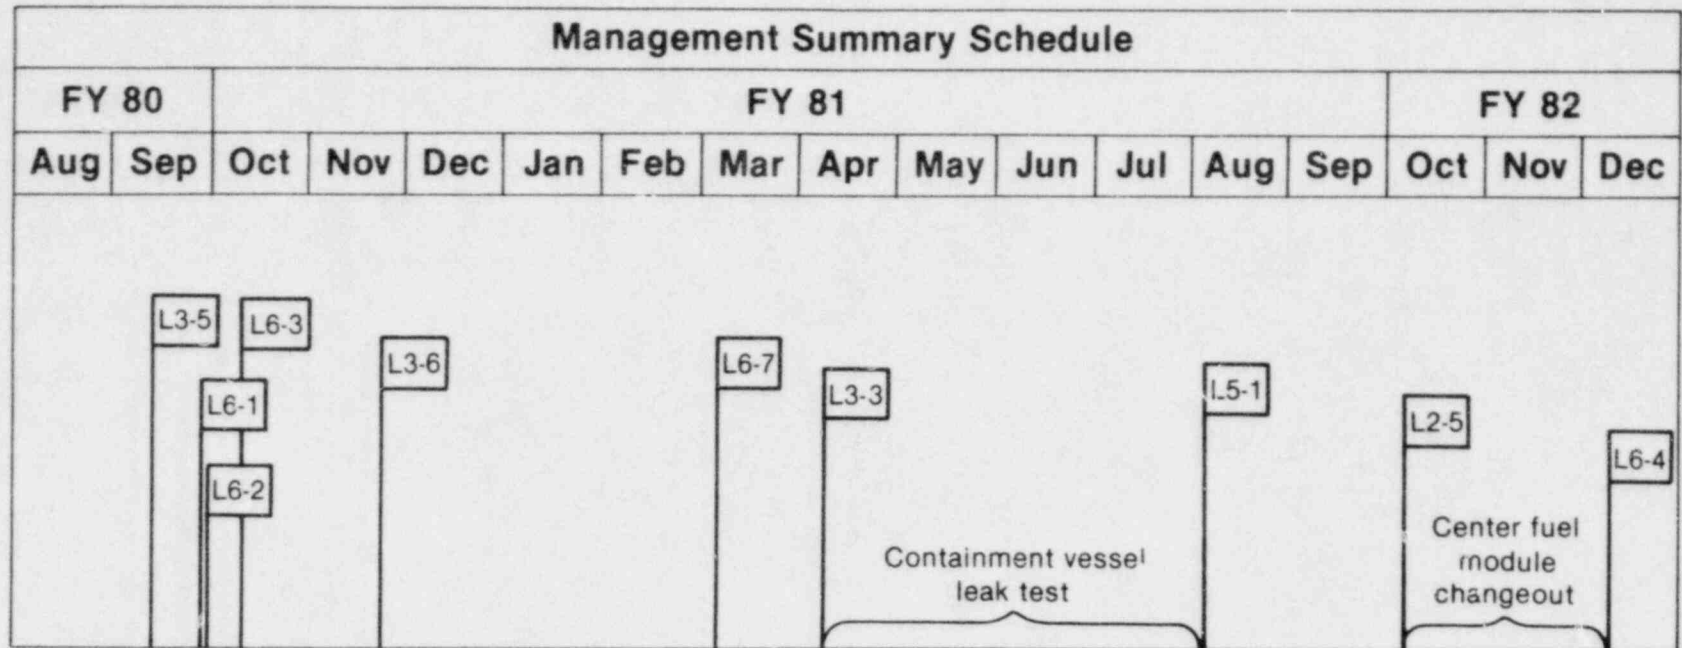 Management Summary Schedule
FY 80 FY 81 FY 82
Aug Sep Oct Nov Dec Jan Feb Mar Apr May Jun Jul Aug Sep Oct Nov Dec
L3-5 L6-3
L3-6 L6-7
L3-3 L5-1
L6-1 L2-5
L6-4
L6-2
Containment vessel
leak test
Center fuel
module
changeout